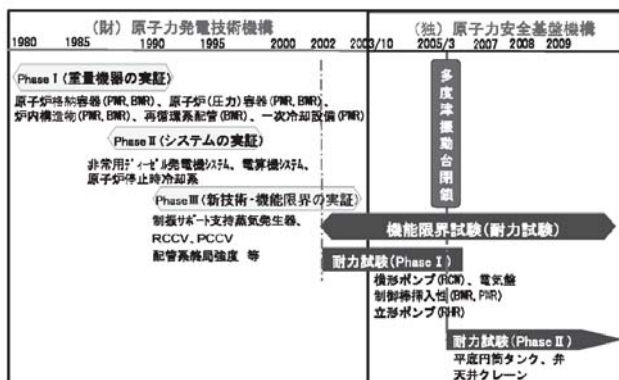 (財)原子力発電技術機構
(独)原子力安全基盤機構
1980 1985 1990 1995 2000 2002 2003/10 2005/3 2007 2008 2009
Phase Ⅰ(重量機器の実証)
原子炉格納容器(PWR, BWR)、原子炉(圧力)容器(PWR, BWR)、
炉内構造物(PWR, BWR)、再循環系配管(BWR)、一次冷却設備(PWR)
Phase Ⅱ(システムの実証)
非常用ディーゼル発電機システム、電算機システム、
原子炉停止時冷却系
Phase Ⅲ(新技術・機能限界の実証)
制振サポート支持蒸気発生器、
RCCV、PCCV
配管系終局強度 等
多度津振動台閉鎖
機能限界試験(耐力試験)
耐力試験(Phase Ⅰ)
横形ポンプ(RCW)、電気盤
制御棒挿入性(BWR, PWR)
立形ポンプ(RHR)
耐力試験(Phase Ⅱ)
平底円筒タンク、弁
天井クレーン